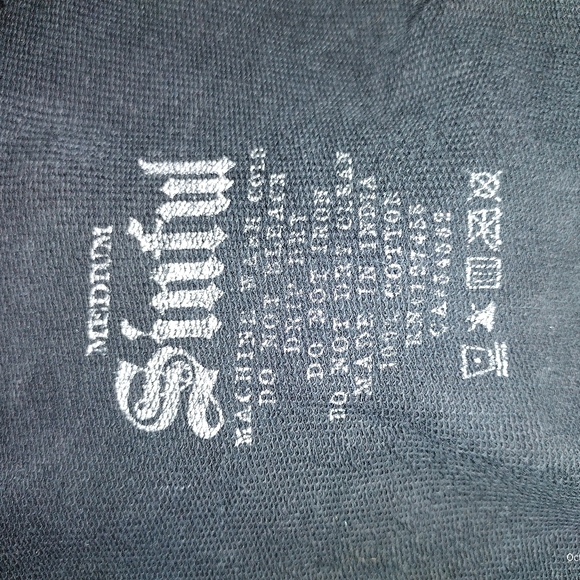 MEDIUM
Sinful
MACHINE WASH COLD
DO NOT BLEACH
DRIP DRY
DO NOT IRON
DO NOT DRY CLEAN
MADE IN INDIA
100% COTTON